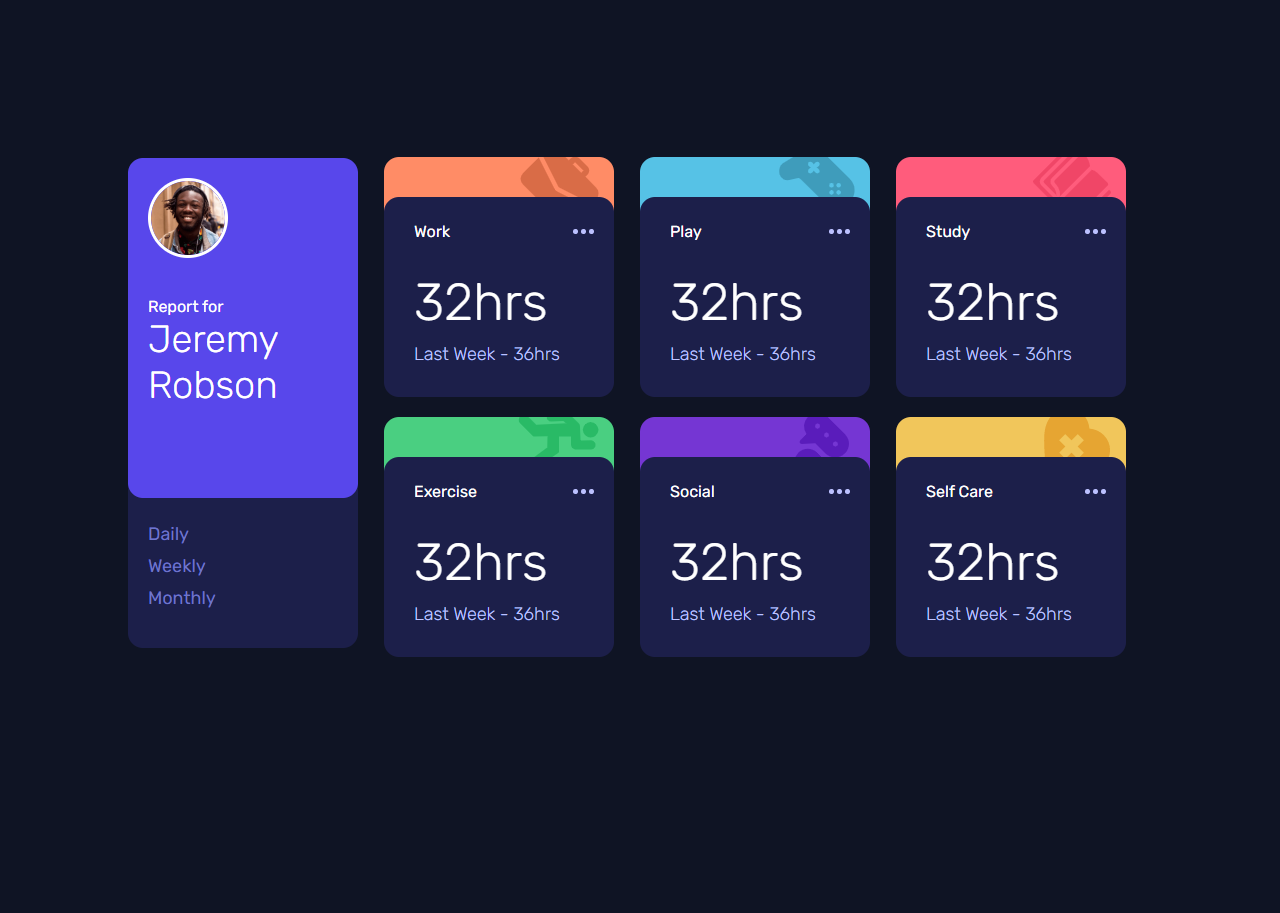 Report for
Jeremy
Robson
Daily
Weekly
Monthly
Work
32hrs
Last Week - 36hrs
Play
32hrs
Last Week - 36hrs
Study
32hrs
Last Week - 36hrs
Exercise
32hrs
Last Week - 36hrs
Social
32hrs
Last Week - 36hrs
Self Care
32hrs
Last Week - 36hrs